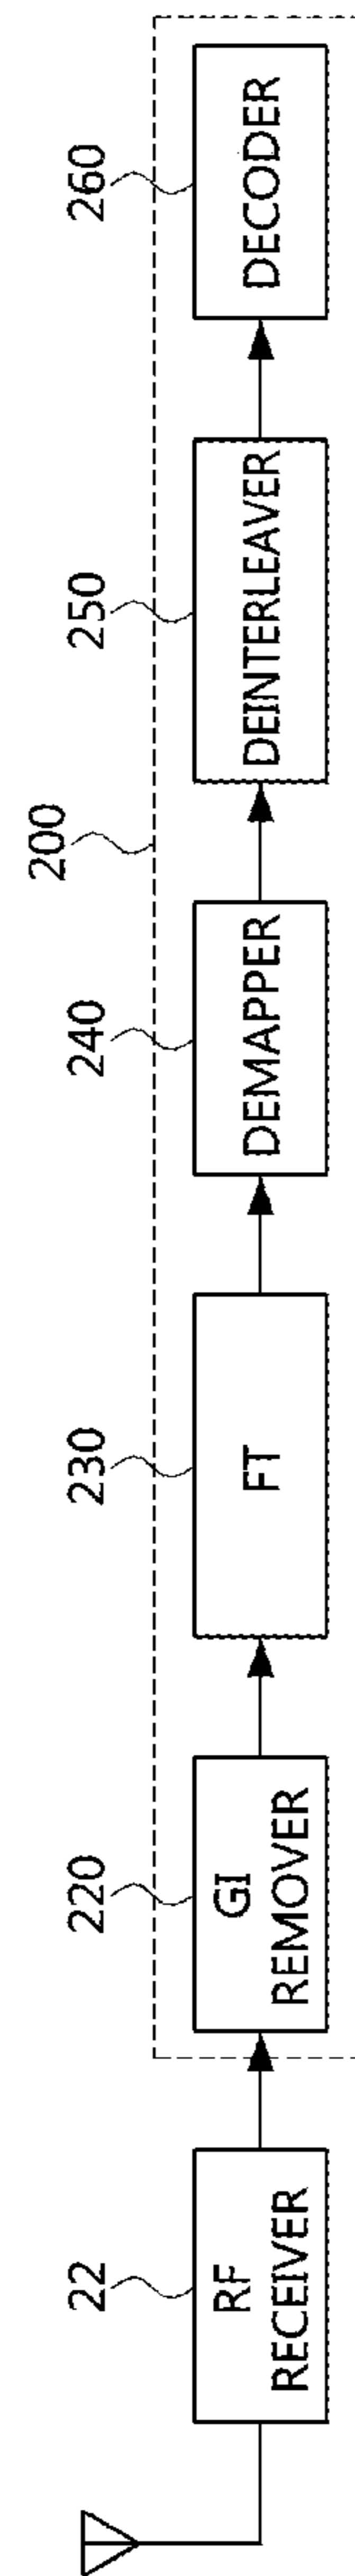 200
22
220
230
240
250
260
RF
RECEIVER
GI
REMOVER
FT
DEMAPPER
DEINTERLEAVER
DECODER